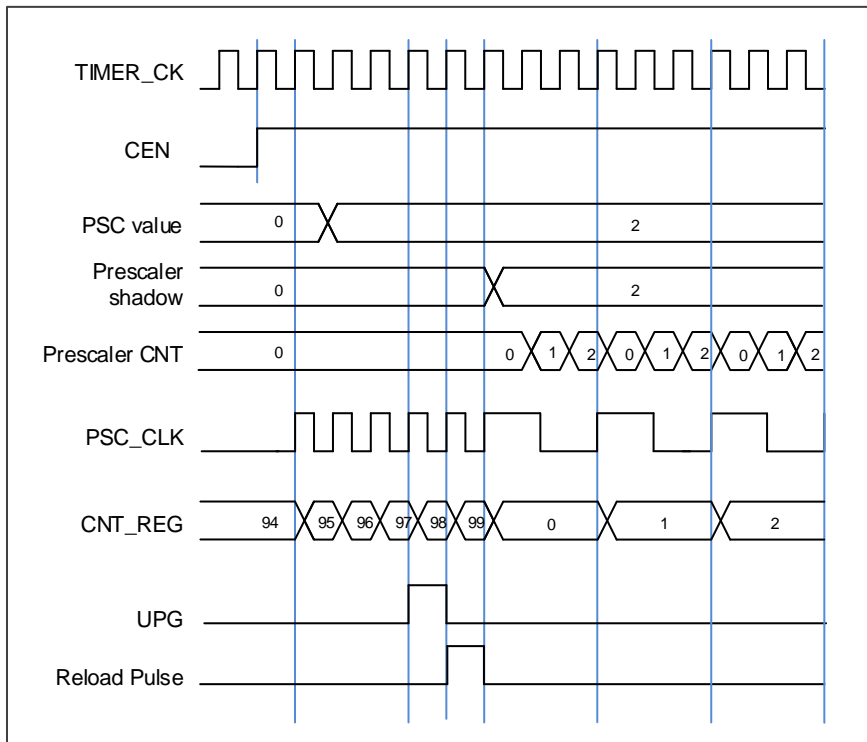 TIMER_CK
CEN
PSC value 0 2
Prescaler
shadow 0 2
Prescaler CNT 0 0 1 2 0 1 2 0 1 2
PSC_CLK
CNT_REG 94 95 96 97 98 99 0 1 2
UPG
Reload Pulse